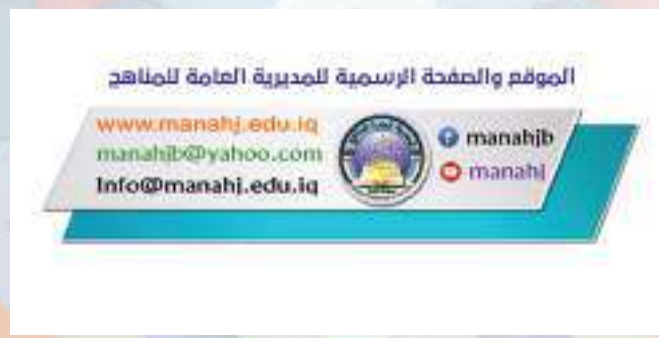 الموقع والصفحة الرسمية للمديرية العامة للمناهج
www.manahj.edu.iq
manahjb@yahoo.com
Info@manahj.edu.iq
manahjb
manahj